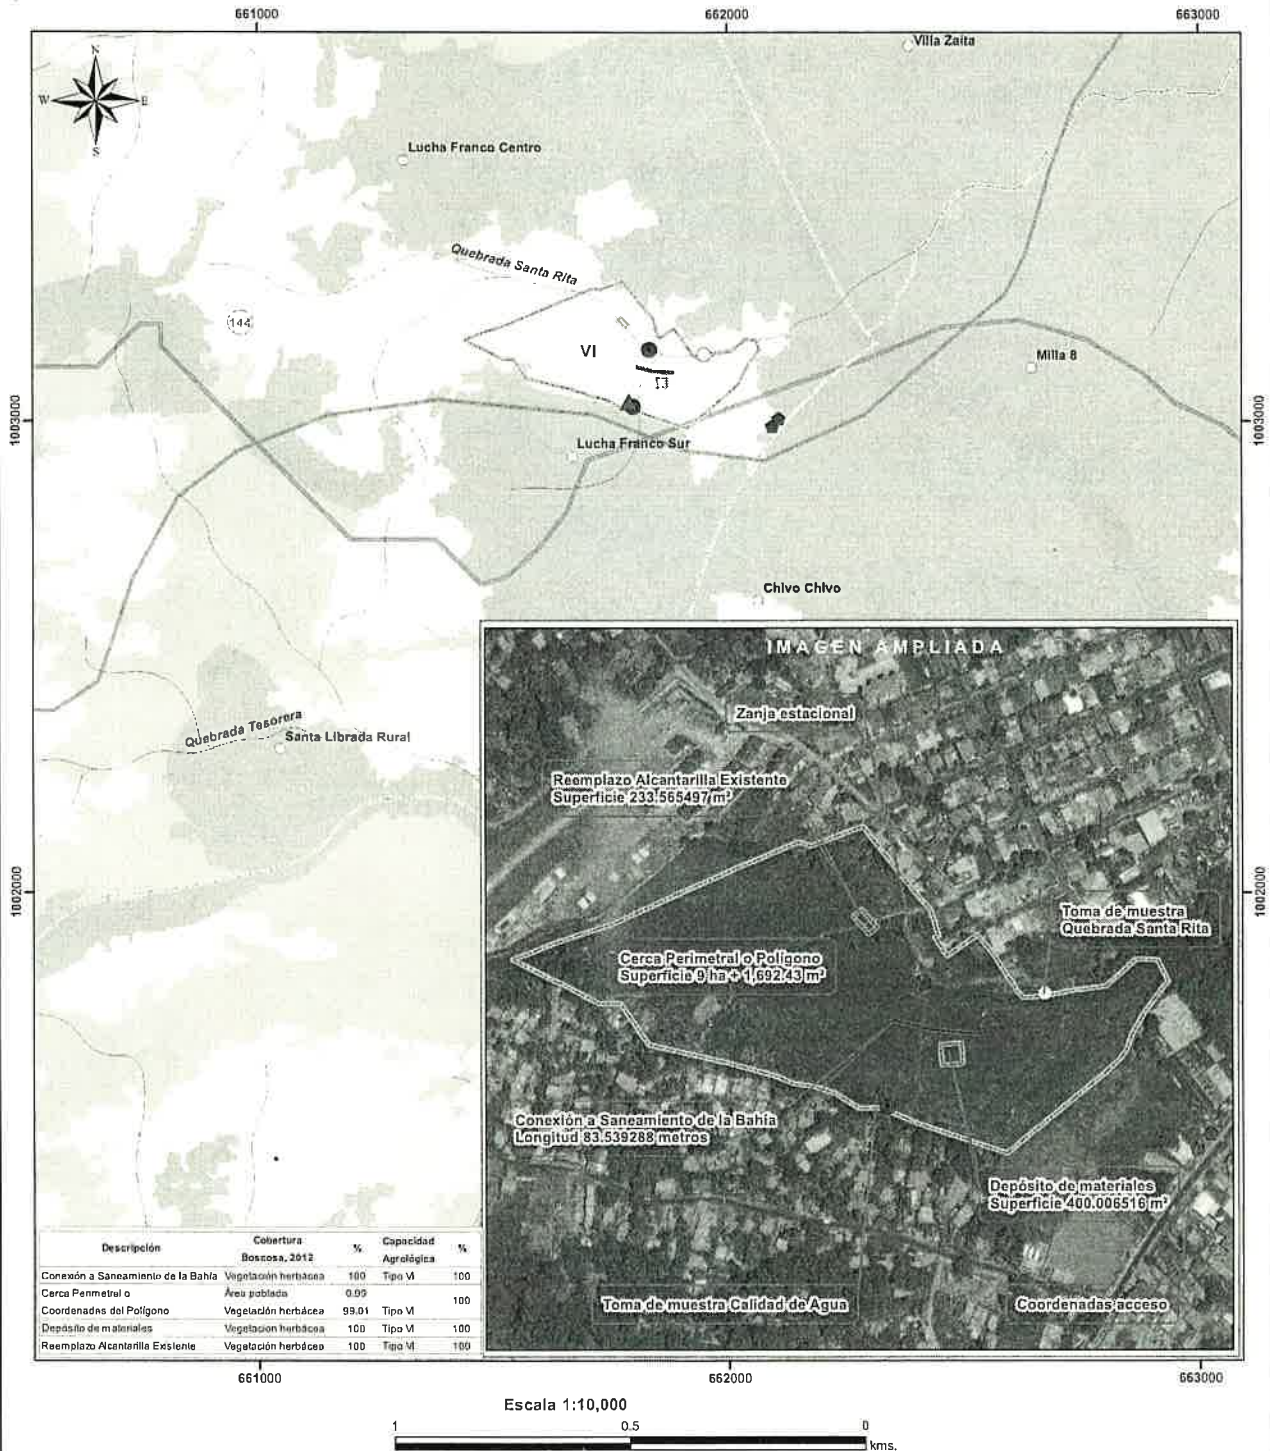 661000
662000
663000
N
W
E
S
Villa Zaita
Lucha Franco Centro
Quebrada Santa Rita
144
VI
Milla 8
1003000
1003000
Lucha Franco Sur
Chivo Chivo
IMAGEN AMPLIADA
Zanja estacional
Quebrada Tesorera
Santa Librada Rural
Reemplazo Alcantarilla Existente
Superficie 233.565497 m²
1002000
1002000
Toma de muestra
Quebrada Santa Rita
Cerca Perimetral o Polígono
Superficie 9 ha + 1,692.43 m²
Conexión a Saneamiento de la Bahía
Longitud 83.539288 metros
Depósito de materiales
Superficie 400.006516 m²
Toma de muestra Calidad de Agua
Coordenadas acceso
Descripción Cobertura Boscosa, 2012 % Capacidad Agrológica %
Conexión a Saneamiento de la Bahía Vegetación herbácea 100 Tipo VI 100
Cerca Perimetral o Área poblada 0.99
100
Coordenadas del Polígono Vegetación herbácea 99.01 Tipo VI
Depósito de materiales Vegetación herbácea 100 Tipo VI 100
Reemplazo Alcantarilla Existente Vegetación herbácea 100 Tipo VI 100
661000
662000
663000
Escala 1:10,000
1 0.5 0
kms.